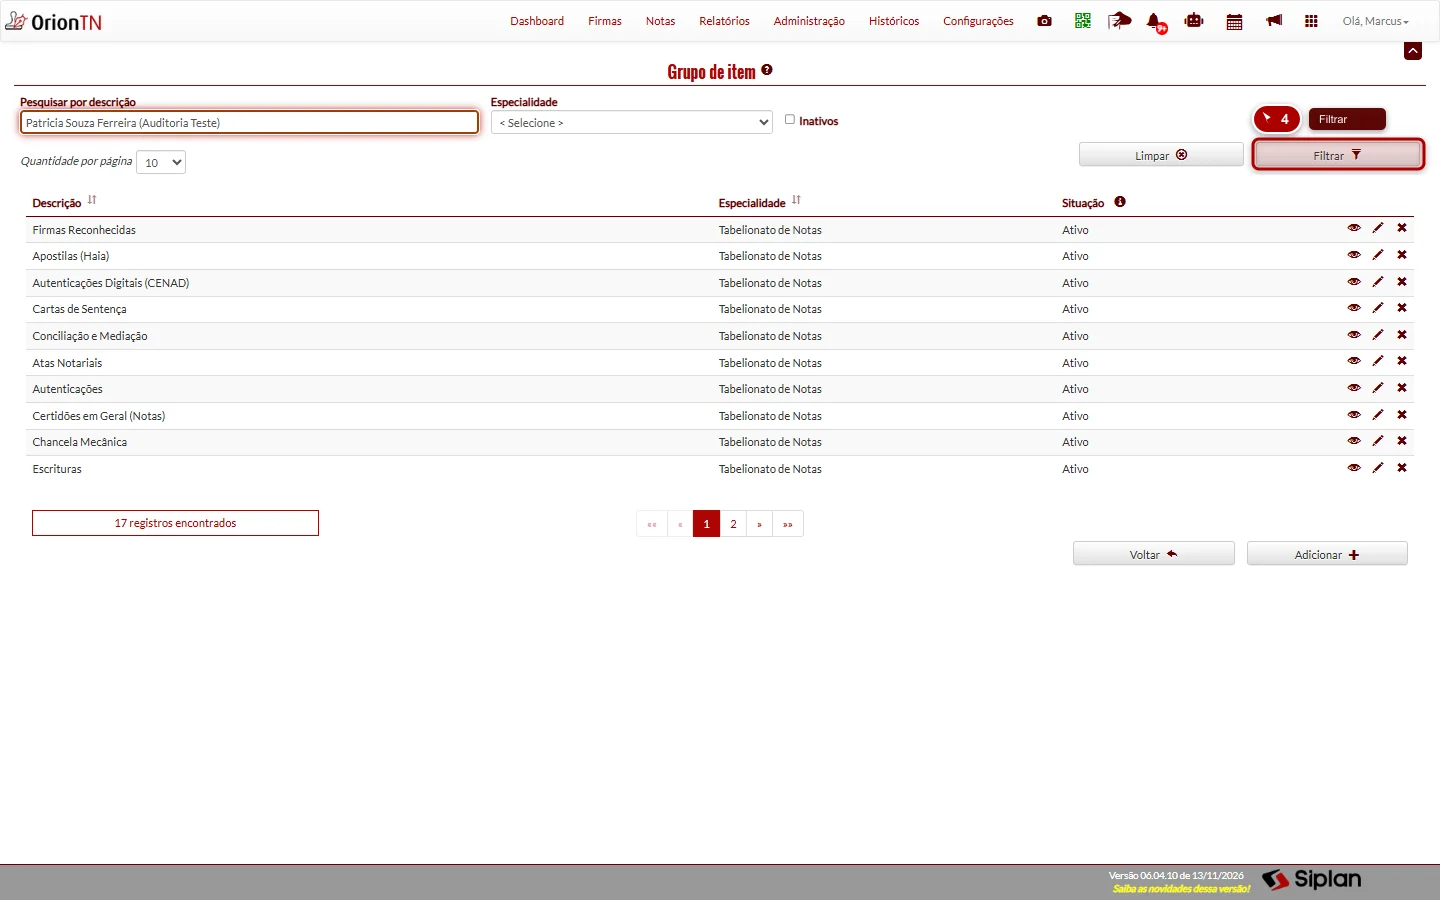 OrionTN
Dashboard Firmas Notas Relatórios Administração Históricos Configurações 9+ Olá, Marcus
Grupo de item
Pesquisar por descrição Especialidade
Patricia Souza Ferreira (Auditoria Teste) < Selecione > Inativos 4 Filtrar
Quantidade por página 10 Limpar Filtrar
Descrição Especialidade Situação
Firmas Reconhecidas Tabelionato de Notas Ativo
Apostilas (Haia) Tabelionato de Notas Ativo
Autenticações Digitais (CENAD) Tabelionato de Notas Ativo
Cartas de Sentença Tabelionato de Notas Ativo
Conciliação e Mediação Tabelionato de Notas Ativo
Atas Notariais Tabelionato de Notas Ativo
Autenticações Tabelionato de Notas Ativo
Certidões em Geral (Notas) Tabelionato de Notas Ativo
Chancela Mecânica Tabelionato de Notas Ativo
Escrituras Tabelionato de Notas Ativo
17 registros encontrados «« « 1 2 » »»
Voltar Adicionar
Versão 06.04.10 de 13/11/2026
Saiba as novidades dessa versão!
Siplan